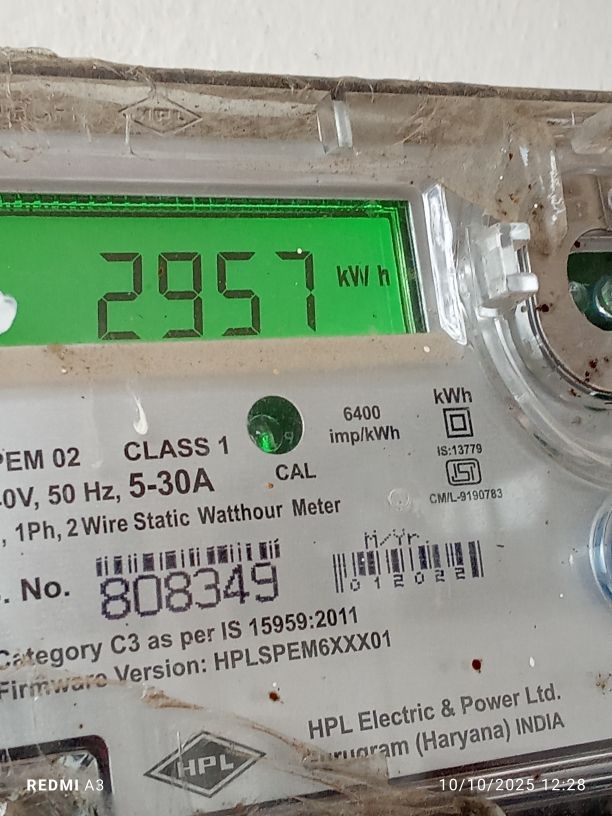 HPL
2957 kWh
6400
imp/kWh
kWh
IS:13779
CM/L-9190783
PEM 02 CLASS 1
CAL
0V, 50 Hz, 5-30A
, 1Ph, 2 Wire Static Watthour Meter
. No. 808349
M/Yr.
012022
Category C3 as per IS 15959:2011
Firmware Version: HPLSPEM6XXX01
HPL Electric & Power Ltd.
Gurugram (Haryana) INDIA
HPL
REDMI A3
10/10/2025 12:28